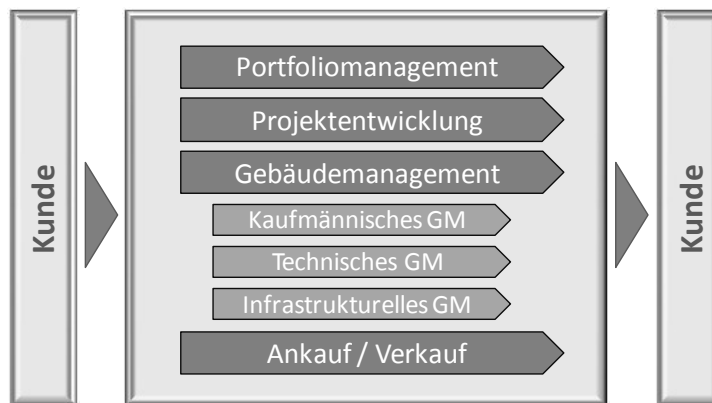 Kunde
Portfoliomanagement
Projektentwicklung
Gebäudemanagement
Kaufmännisches GM
Technisches GM
Infrastrukturelles GM
Ankauf / Verkauf
Kunde